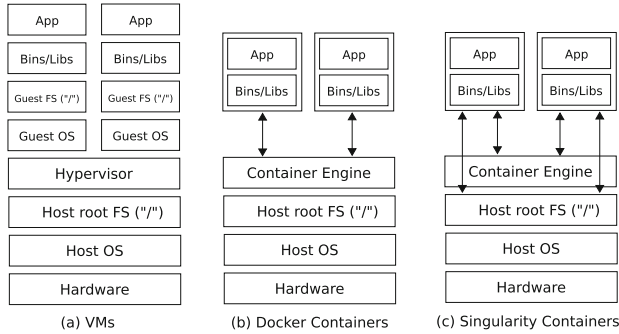 App App
Bins/Libs Bins/Libs
Guest FS ("/") Guest FS ("/")
Guest OS Guest OS
Hypervisor
Host root FS ("/")
Host OS
Hardware
(a) VMs
App App
Bins/Libs Bins/Libs
Container Engine
Host root FS ("/")
Host OS
Hardware
(b) Docker Containers
App App
Bins/Libs Bins/Libs
Container Engine
Host root FS ("/")
Host OS
Hardware
(c) Singularity Containers